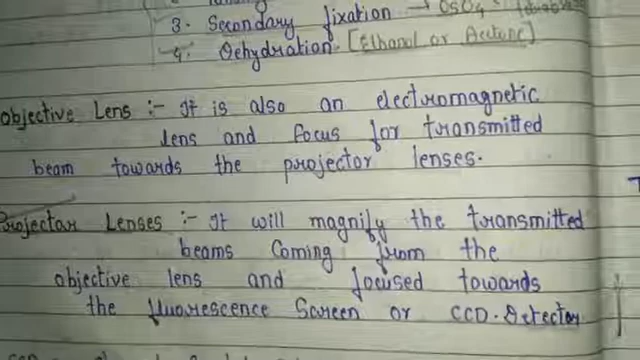 3. Secondary fixation → OsO4
4. Dehydration. [Ethanol or Acetone]
objective Lens :- It is also an electromagnetic
lens and focus for transmitted
beam towards the projector lenses.
Projector Lenses :- It will magnify the transmitted
beams coming from the
objective lens and focused towards
the fluorescence Screen or CCD. Detector